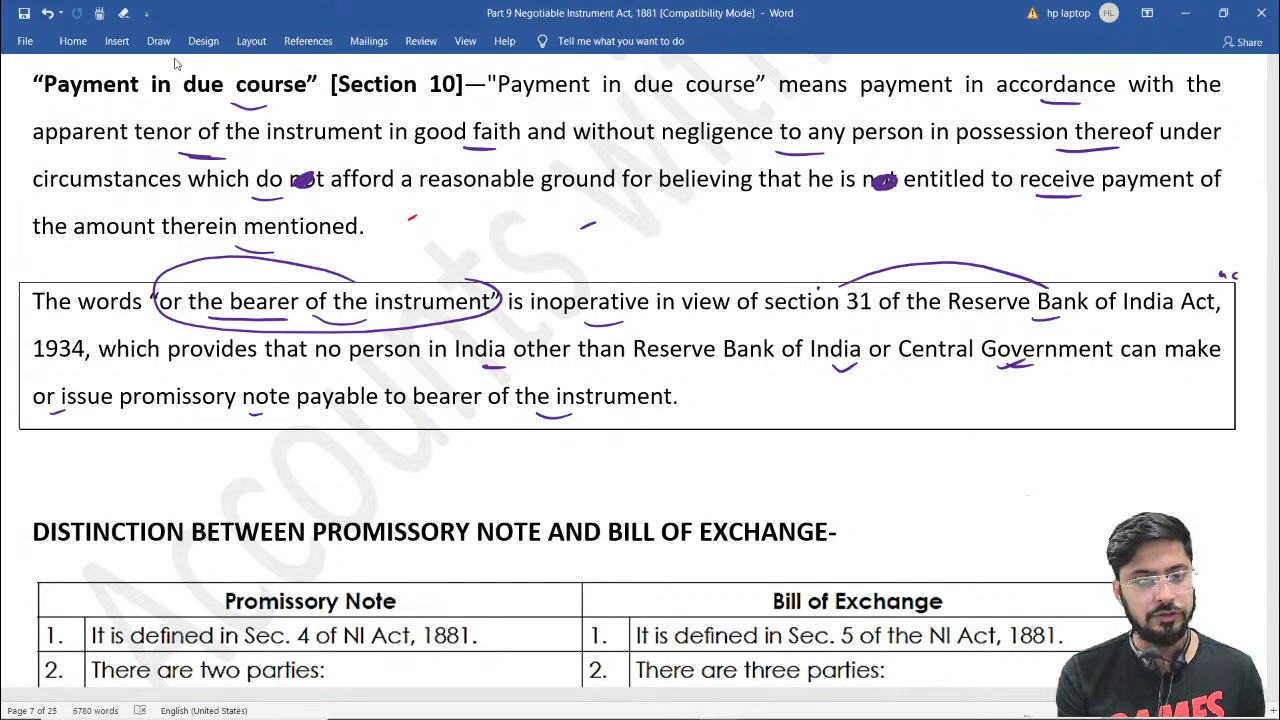 Part 9 Negotiable Instrument Act, 1881 [Compatibility Mode] - Word
hp laptop
HL
File Home Insert Draw Design Layout References Mailings Review View Help Tell me what you want to do
Share
“Payment in due course” [Section 10]—"Payment in due course” means payment in accordance with the
apparent tenor of the instrument in good faith and without negligence to any person in possession thereof under
circumstances which do not afford a reasonable ground for believing that he is not entitled to receive payment of
the amount therein mentioned.
The words “or the bearer of the instrument” is inoperative in view of section 31 of the Reserve Bank of India Act,
1934, which provides that no person in India other than Reserve Bank of India or Central Government can make
or issue promissory note payable to bearer of the instrument.
Accounts with
DISTINCTION BETWEEN PROMISSORY NOTE AND BILL OF EXCHANGE-
Promissory Note Bill of Exchange
1. It is defined in Sec. 4 of NI Act, 1881. 1. It is defined in Sec. 5 of the NI Act, 1881.
2. There are two parties: 2. There are three parties:
GAMES
Page 7 of 25 6780 words English (United States)